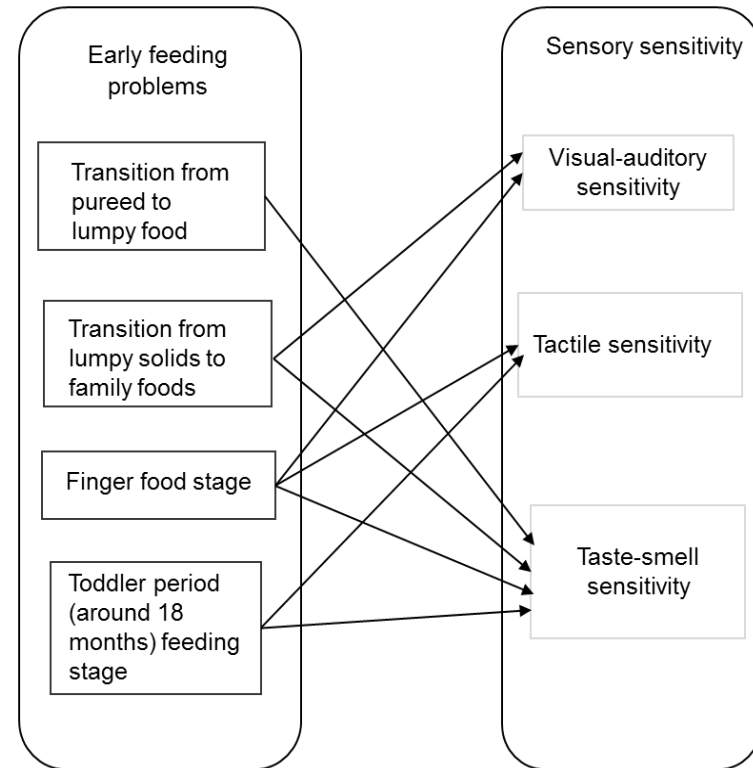 Early feeding
problems
Transition from
pureed to
lumpy food
Transition from
lumpy solids to
family foods
Finger food stage
Toddler period
(around 18
months) feeding
stage
Sensory sensitivity
Visual-auditory
sensitivity
Tactile sensitivity
Taste-smell
sensitivity